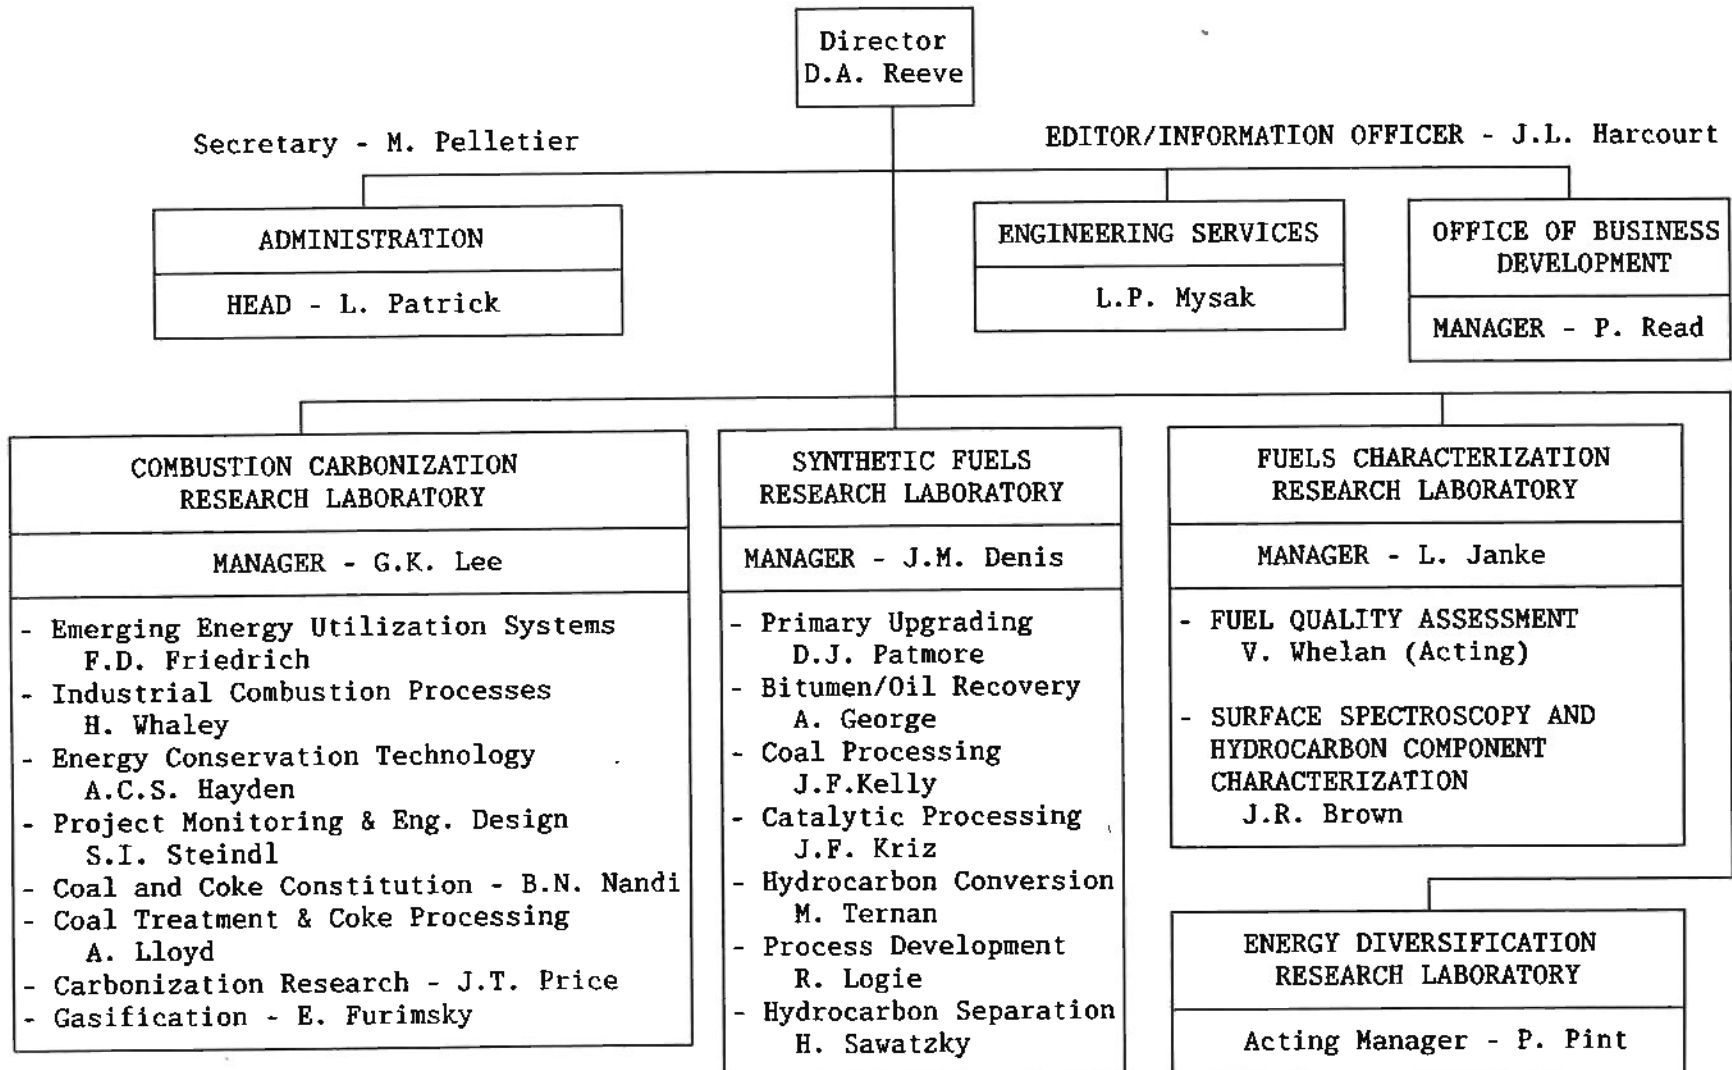 Director
D.A. Reeve
Secretary - M. Pelletier
EDITOR/INFORMATION OFFICER - J.L. Harcourt
ADMINISTRATION
HEAD - L. Patrick
ENGINEERING SERVICES
L.P. Mysak
OFFICE OF BUSINESS
DEVELOPMENT
MANAGER - P. Read
COMBUSTION CARBONIZATION
RESEARCH LABORATORY
MANAGER - G.K. Lee
- Emerging Energy Utilization Systems
F.D. Friedrich
- Industrial Combustion Processes
H. Whaley
- Energy Conservation Technology
A.C.S. Hayden
- Project Monitoring & Eng. Design
S.I. Steindl
- Coal and Coke Constitution - B.N. Nandi
- Coal Treatment & Coke Processing
A. Lloyd
- Carbonization Research - J.T. Price
- Gasification - E. Furimsky
SYNTHETIC FUELS
RESEARCH LABORATORY
MANAGER - J.M. Denis
- Primary Upgrading
D.J. Patmore
- Bitumen/Oil Recovery
A. George
- Coal Processing
J.F.Kelly
- Catalytic Processing
J.F. Kriz
- Hydrocarbon Conversion
M. Ternan
- Process Development
R. Logie
- Hydrocarbon Separation
H. Sawatzky
FUELS CHARACTERIZATION
RESEARCH LABORATORY
MANAGER - L. Janke
- FUEL QUALITY ASSESSMENT
V. Whelan (Acting)
- SURFACE SPECTROSCOPY AND
HYDROCARBON COMPONENT
CHARACTERIZATION
J.R. Brown
ENERGY DIVERSIFICATION
RESEARCH LABORATORY
Acting Manager - P. Pint